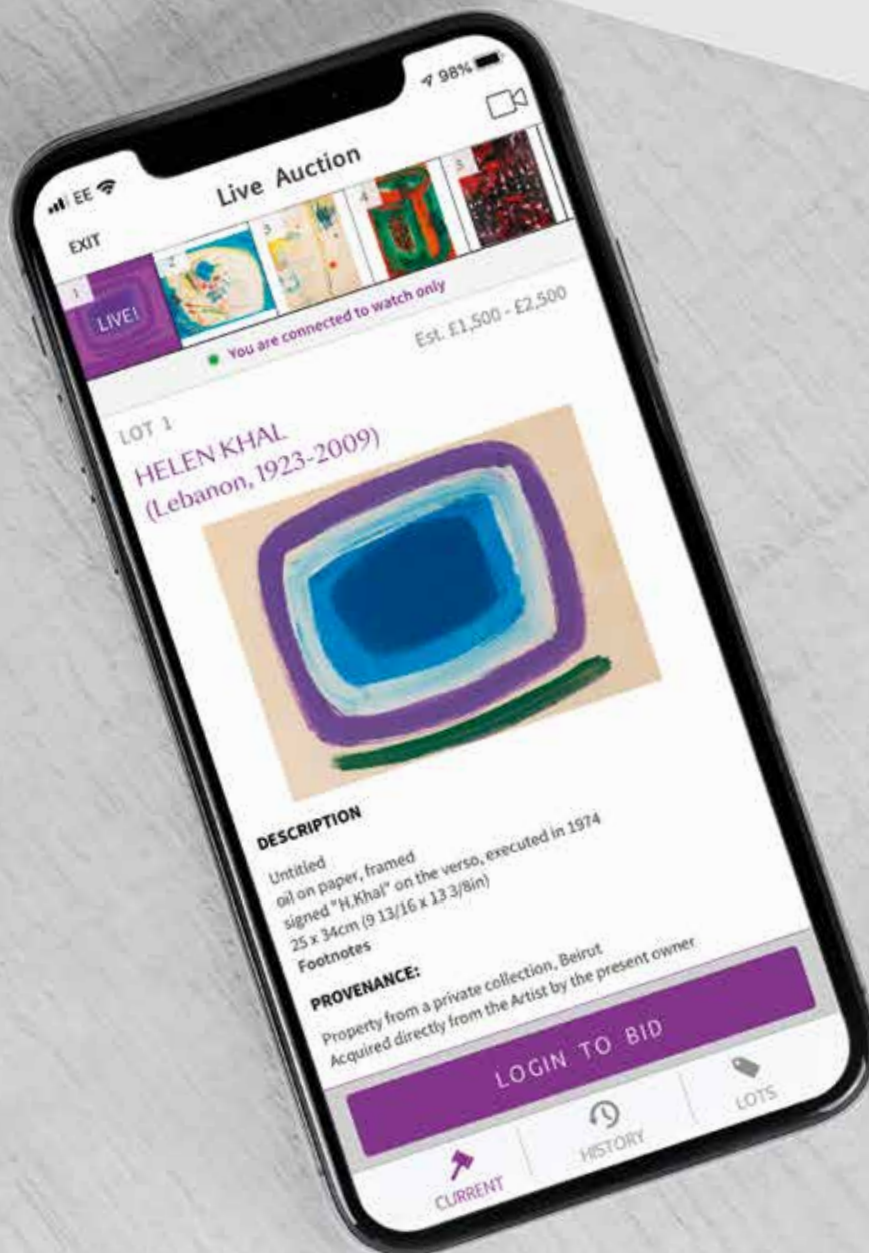 EE
98%
EXIT
Live Auction
1
2
3
4
5
LIVE!
You are connected to watch only
Est. £1,500 - £2,500
LOT 1
HELEN KHAL
(Lebanon, 1923-2009)
DESCRIPTION
Untitled
oil on paper, framed
signed "H.Khal" on the verso, executed in 1974
25 x 34cm (9 13/16 x 13 3/8in)
Footnotes
PROVENANCE:
Property from a private collection, Beirut
Acquired directly from the Artist by the present owner
LOGIN TO BID
CURRENT
HISTORY
LOTS